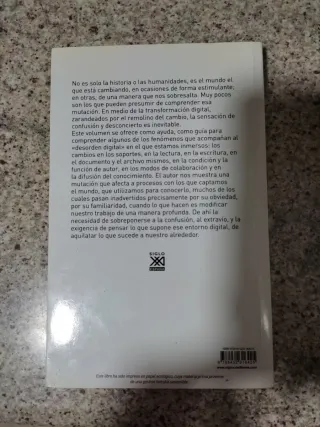 No es solo la historia o las humanidades, es el mundo el
que está cambiando, en ocasiones de forma estimulante;
en otras, de una manera que nos sobresalta. Muy pocos
son los que pueden presumir de comprender esa
mutación. En medio de la transformación digital,
zarandeados por el remolino del cambio, la sensación de
confusión y desconcierto es inevitable.
Este volumen se ofrece como ayuda, como guía para
comprender algunos de los fenómenos que acompañan al
«desorden digital» en el que estamos inmersos: los
cambios en los soportes, en la lectura, en la escritura,
en el documento y el archivo mismos, en la condición y la
función de autor, en los modos de colaboración y en
la difusión del conocimiento. El autor nos muestra una
mutación que afecta a procesos con los que captamos
el mundo, que utilizamos para conocerlo, muchos de los
cuales pasan inadvertidos precisamente por su obviedad,
por su familiaridad, cuando lo que hacen es modificar
nuestro trabajo de una manera profunda. De ahí la
necesidad de sobreponerse a la confusión, al extravío, y la
exigencia de pensar lo que supone ese entorno digital, de
aquilatar lo que sucede a nuestro alrededor.
SIGLO
XXI